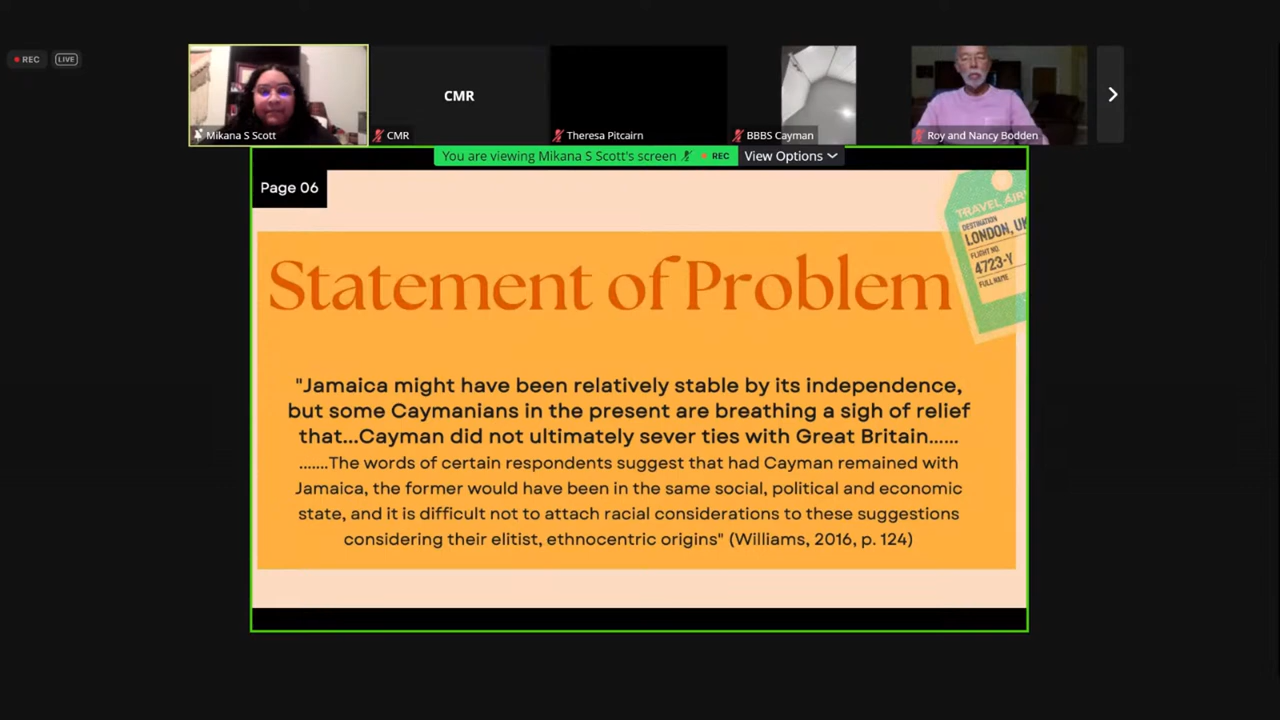 REC
LIVE
CMR
Mikana S Scott
CMR
Theresa Pitcairn
BBBS Cayman
Roy and Nancy Bodden
You are viewing Mikana S Scott's screen
REC
View Options
Page 06
TRAVEL AIR
DESTINATION
LONDON, UK
FLIGHT NO.
4723-Y
FULL NAME
Statement of Problem
"Jamaica might have been relatively stable by its independence,
but some Caymanians in the present are breathing a sigh of relief
that...Cayman did not ultimately sever ties with Great Britain......
.......The words of certain respondents suggest that had Cayman remained with
Jamaica, the former would have been in the same social, political and economic
state, and it is difficult not to attach racial considerations to these suggestions
considering their elitist, ethnocentric origins" (Williams, 2016, p. 124)